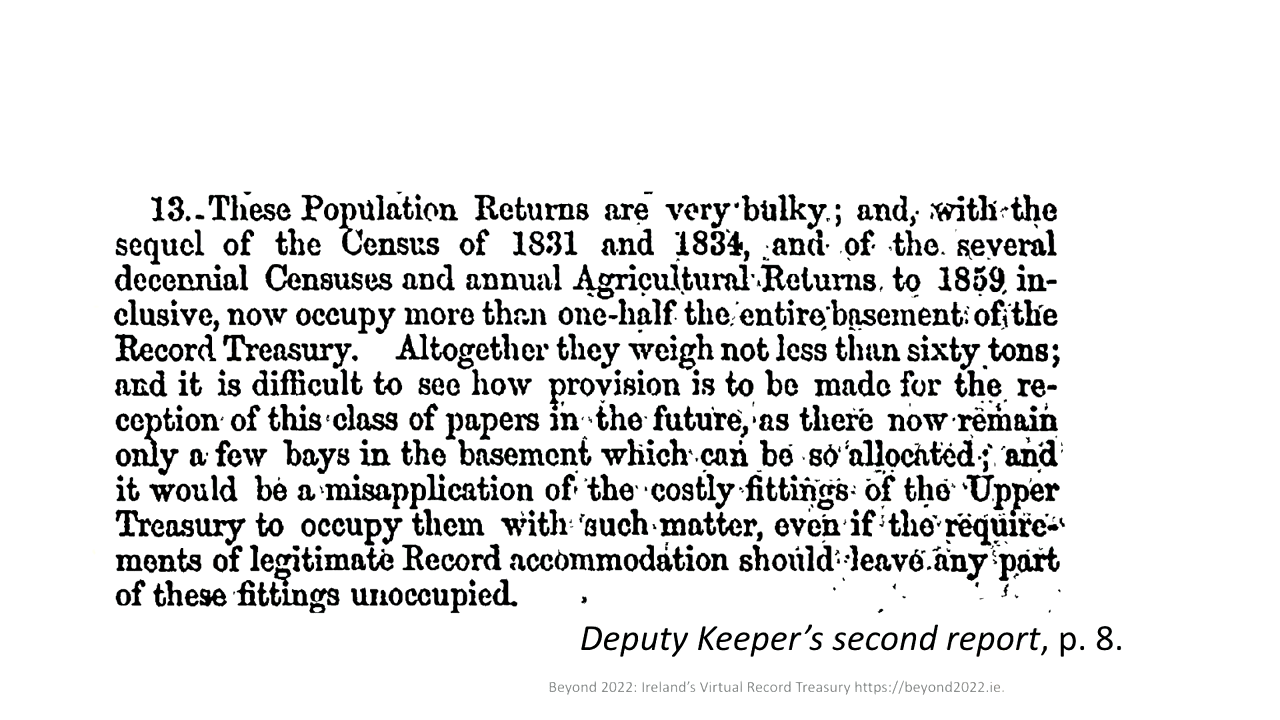 13. These Population Returns are very bulky; and, with the
sequel of the Census of 1831 and 1834, and of the several
decennial Censuses and annual Agricultural Returns to 1859 in-
clusive, now occupy more than one-half the entire basement of the
Record Treasury. Altogether they weigh not less than sixty tons;
and it is difficult to see how provision is to be made for the re-
ception of this class of papers in the future, as there now remain
only a few bays in the basement which can be so allocated; and
it would be a misapplication of the costly fittings of the Upper
Treasury to occupy them with such matter, even if the require-
ments of legitimate Record accommodation should leave any part
of these fittings unoccupied.
Deputy Keeper’s second report, p. 8.
Beyond 2022: Ireland’s Virtual Record Treasury https://beyond2022.ie.